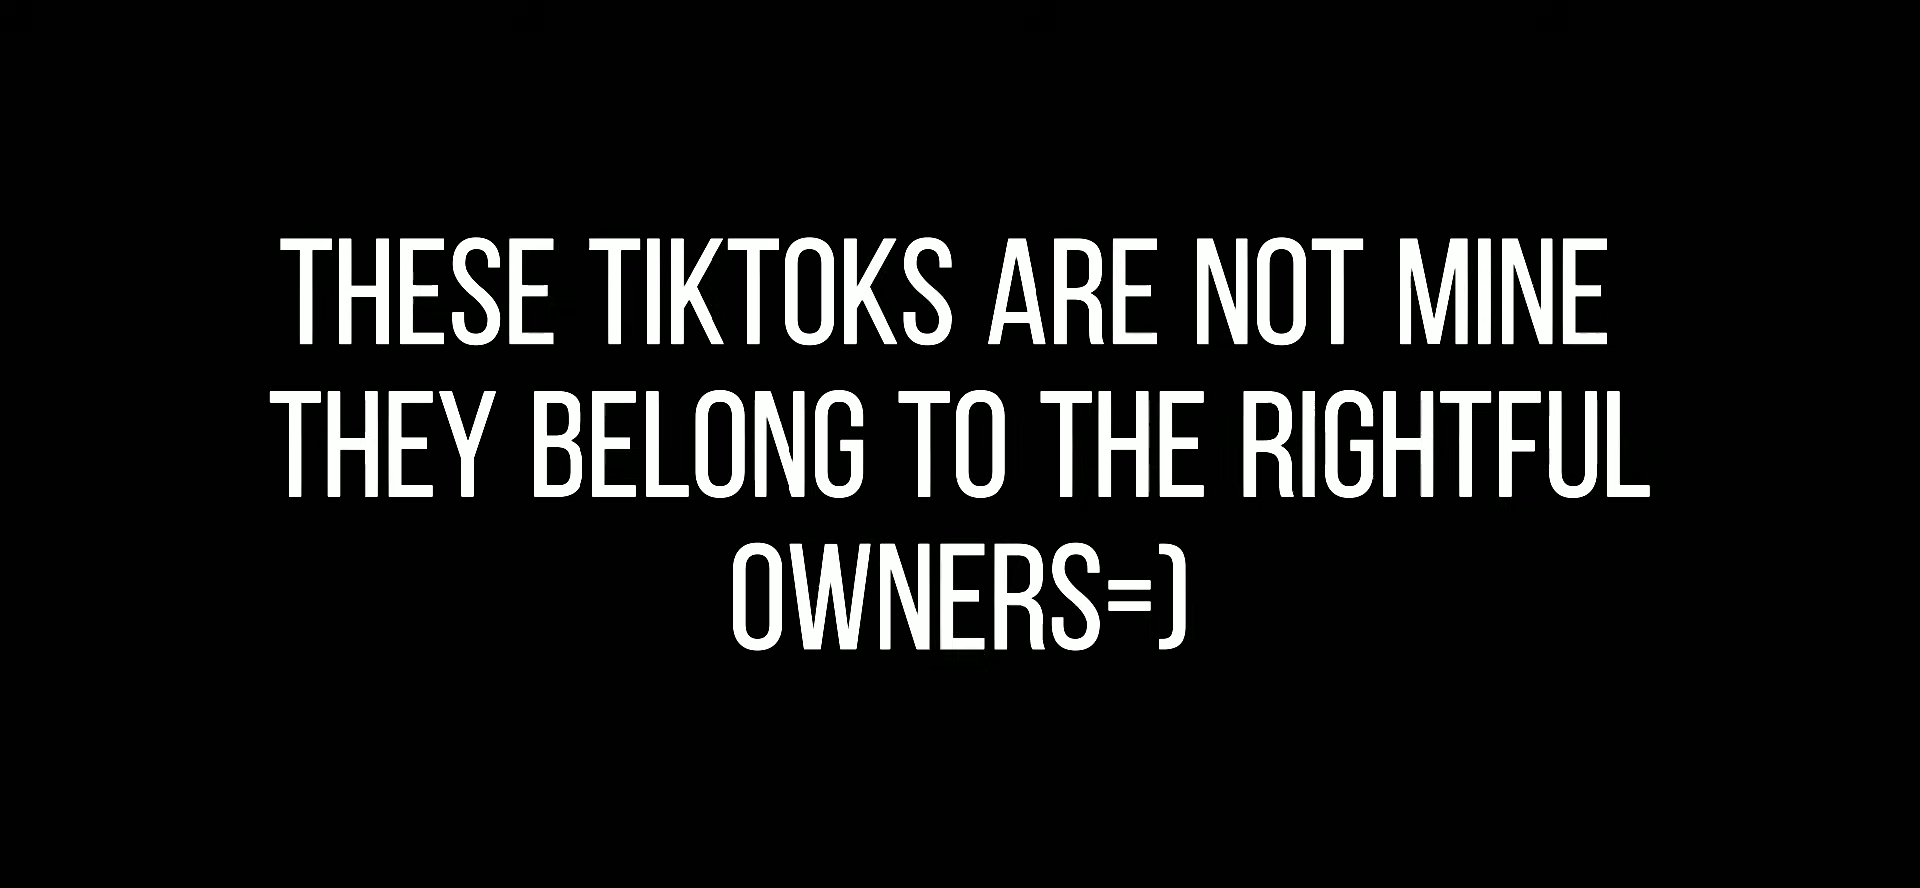 THESE TIKTOKS ARE NOT MINE
THEY BELONG TO THE RIGHTFUL
OWNERS=)